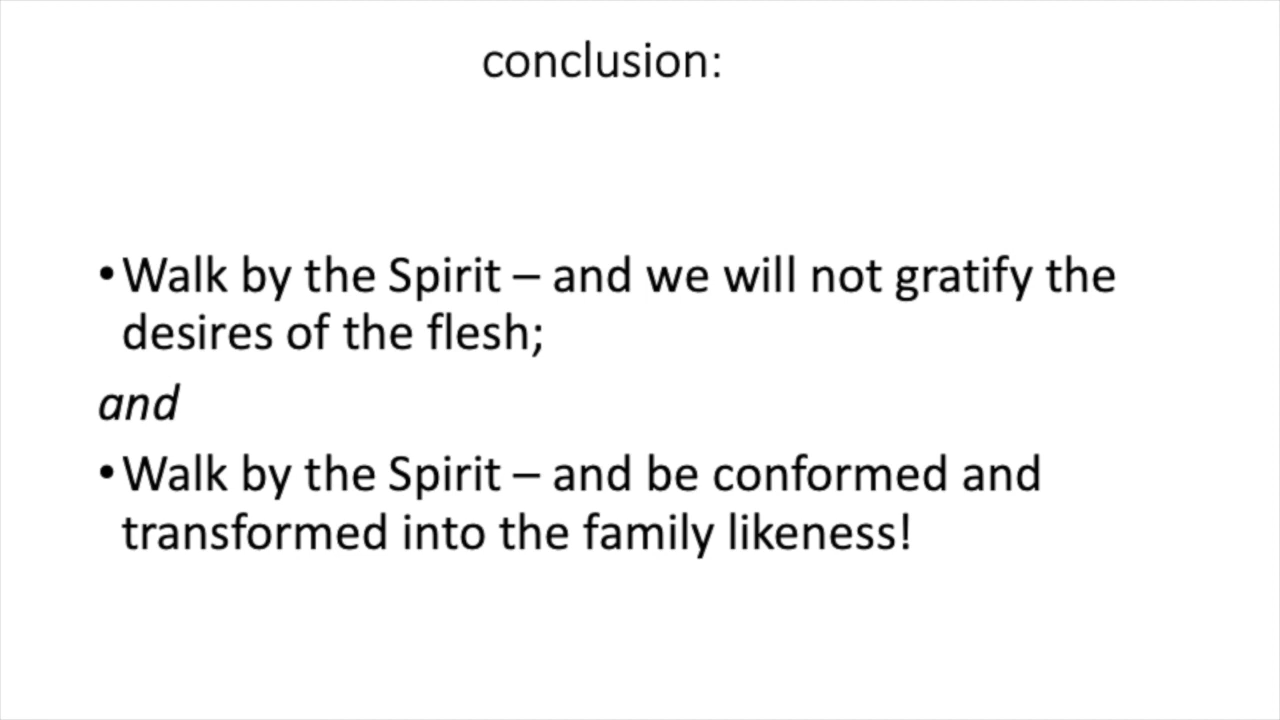 conclusion:
•Walk by the Spirit – and we will not gratify the
desires of the flesh;
and
•Walk by the Spirit – and be conformed and
transformed into the family likeness!